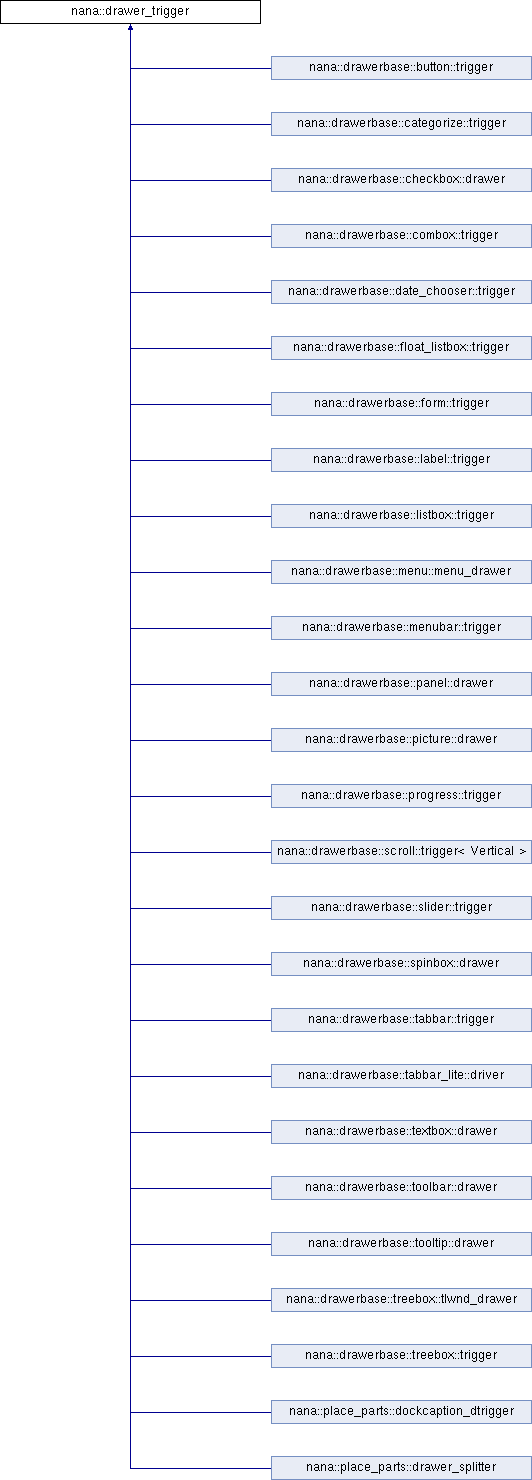 nana::drawer_trigger
nana::drawerbase::button::trigger
nana::drawerbase::categorize::trigger
nana::drawerbase::checkbox::drawer
nana::drawerbase::combox::trigger
nana::drawerbase::date_chooser::trigger
nana::drawerbase::float_listbox::trigger
nana::drawerbase::form::trigger
nana::drawerbase::label::trigger
nana::drawerbase::listbox::trigger
nana::drawerbase::menu::menu_drawer
nana::drawerbase::menubar::trigger
nana::drawerbase::panel::drawer
nana::drawerbase::picture::drawer
nana::drawerbase::progress::trigger
nana::drawerbase::scroll::trigger< Vertical >
nana::drawerbase::slider::trigger
nana::drawerbase::spinbox::drawer
nana::drawerbase::tabbar::trigger
nana::drawerbase::tabbar_lite::driver
nana::drawerbase::textbox::drawer
nana::drawerbase::toolbar::drawer
nana::drawerbase::tooltip::drawer
nana::drawerbase::treebox::tlwnd_drawer
nana::drawerbase::treebox::trigger
nana::place_parts::dockcaption_dtrigger
nana::place_parts::drawer_splitter